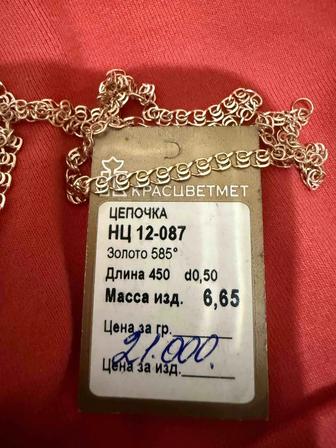 КРАСЦВЕТМЕТ
ЦЕПОЧКА
НЦ 12-087
Золото 585°
Длина 450 d0,50
Масса изд. 6,65
Цена за гр.
21.000
Цена за изд.